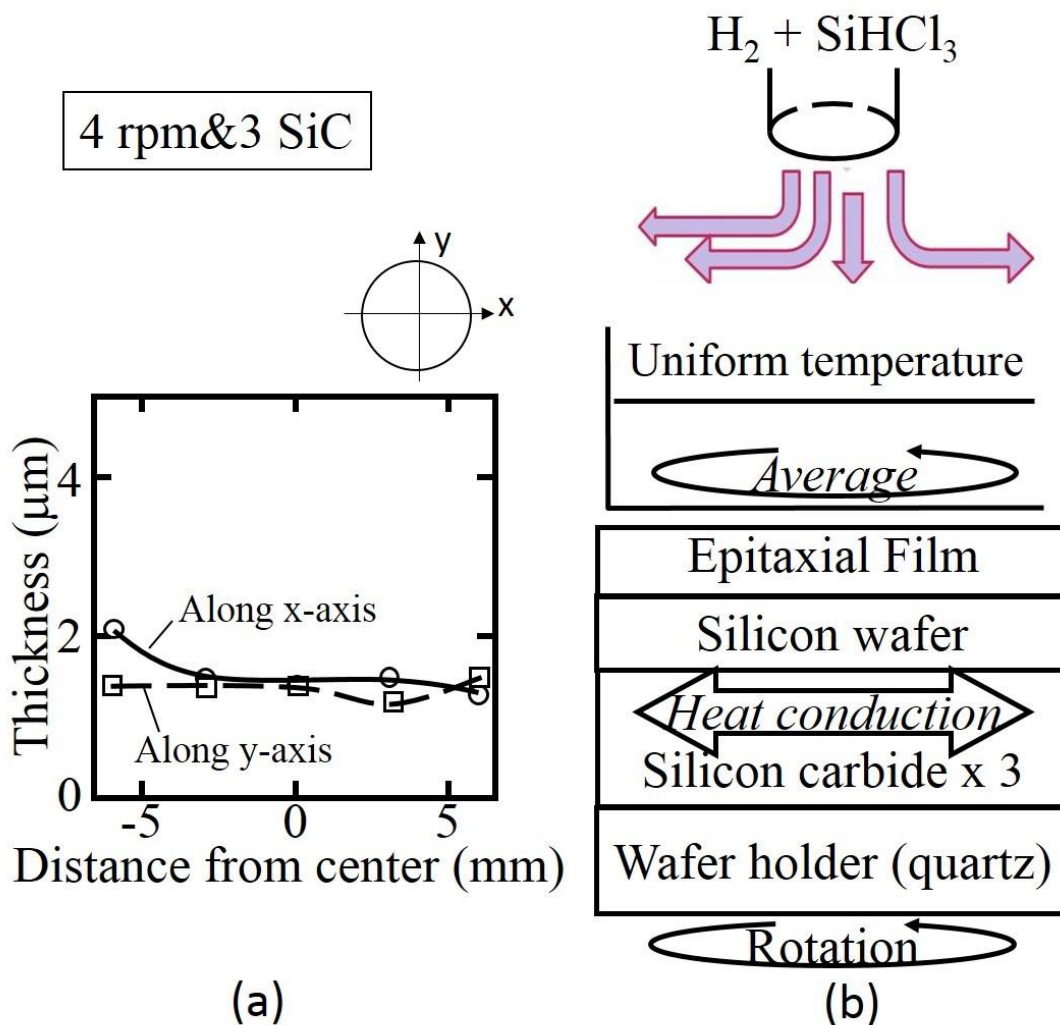 4 rpm&3 SiC
y
x
Thickness (μm)
4
2
0
Along x-axis
Along y-axis
-5 0 5
Distance from center (mm)
(a)
H₂ + SiHCl₃
Uniform temperature
Average
Epitaxial Film
Silicon wafer
Heat conduction
Silicon carbide x 3
Wafer holder (quartz)
Rotation
(b)